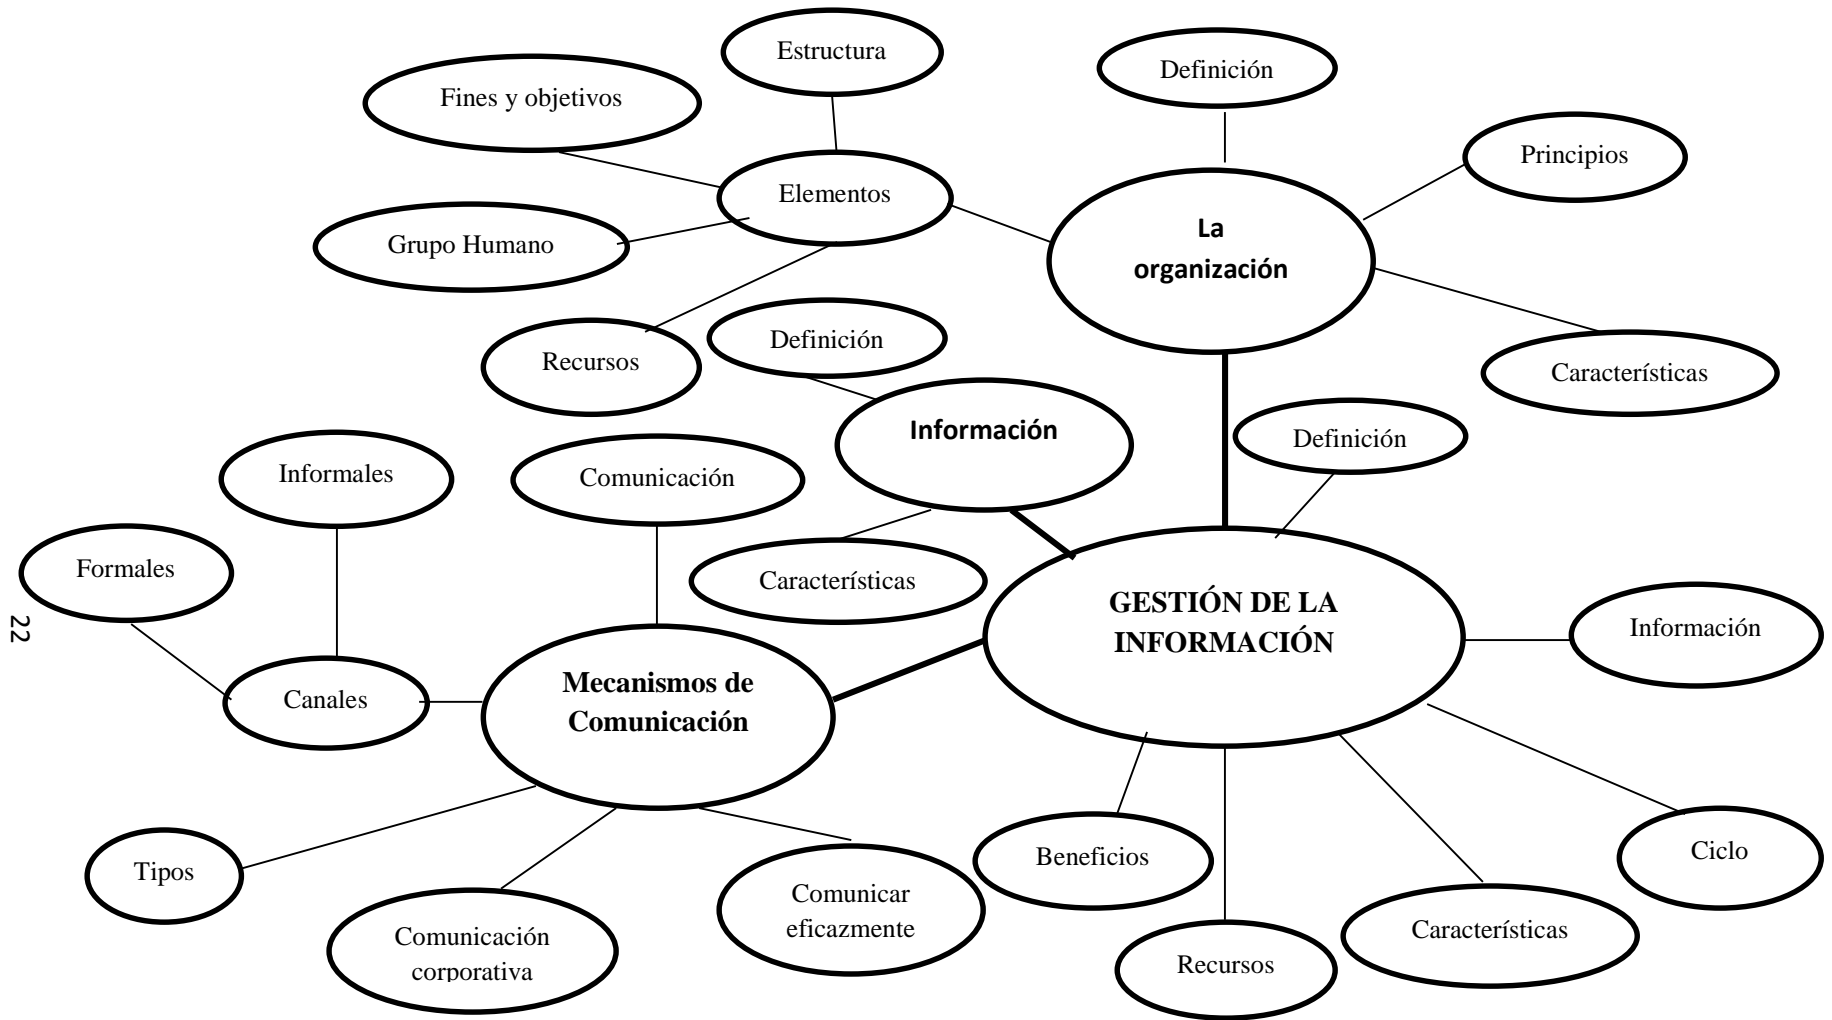 Estructura
Definición
Fines y objetivos
Principios
Elementos
La
organización
Grupo Humano
Definición
Recursos
Características
Información
Definición
Informales
Comunicación
Formales
Características
GESTIÓN DE LA
INFORMACIÓN
Información
22
Mecanismos de
Comunicación
Canales
Tipos
Comunicar
eficazmente
Beneficios
Ciclo
Comunicación
corporativa
Características
Recursos